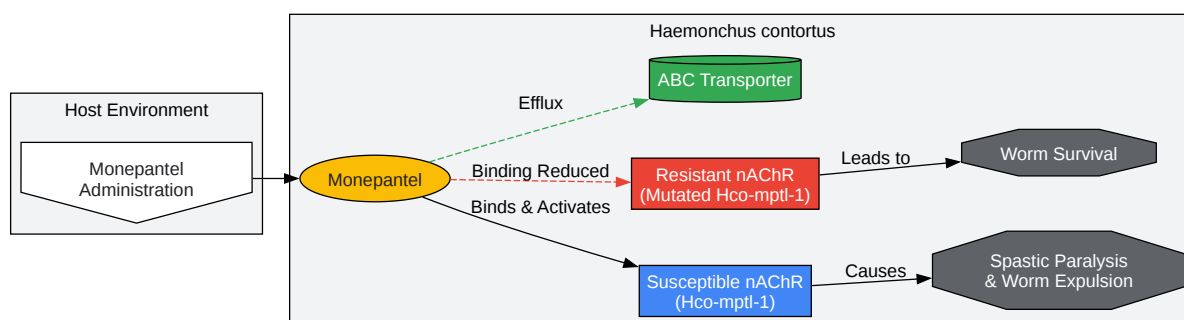 Haemonchus contortus
ABC Transporter
Efflux
Host Environment
Monepantel
Administration
Monepantel
Binding Reduced
Resistant nAChR
(Mutated Hco-mptl-1)
Leads to
Worm Survival
Binds & Activates
Susceptible nAChR
(Hco-mptl-1)
Causes
Spastic Paralysis
& Worm Expulsion